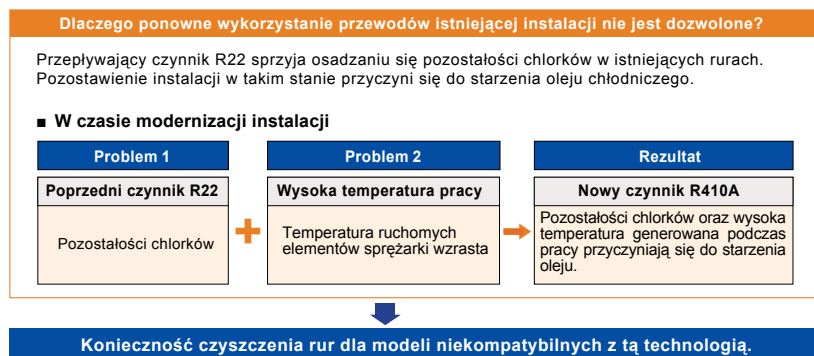 Dlaczego ponowne wykorzystanie przewodów istniejącej instalacji nie jest dozwolone?
Przepływający czynnik R22 sprzyja osadzaniu się pozostałości chlorków w istniejących rurach.
Pozostawienie instalacji w takim stanie przyczyni się do starzenia oleju chłodniczego.
■ W czasie modernizacji instalacji
Problem 1
Poprzedni czynnik R22
Pozostałości chlorków
+
Problem 2
Wysoka temperatura pracy
Temperatura ruchomych
elementów sprężarki wzrasta
Rezultat
Nowy czynnik R410A
Pozostałości chlorków oraz wysoka
temperatura generowana podczas
pracy przyczyniają się do starzenia
oleju.
Konieczność czyszczenia rur dla modeli niekompatybilnych z tą technologią.